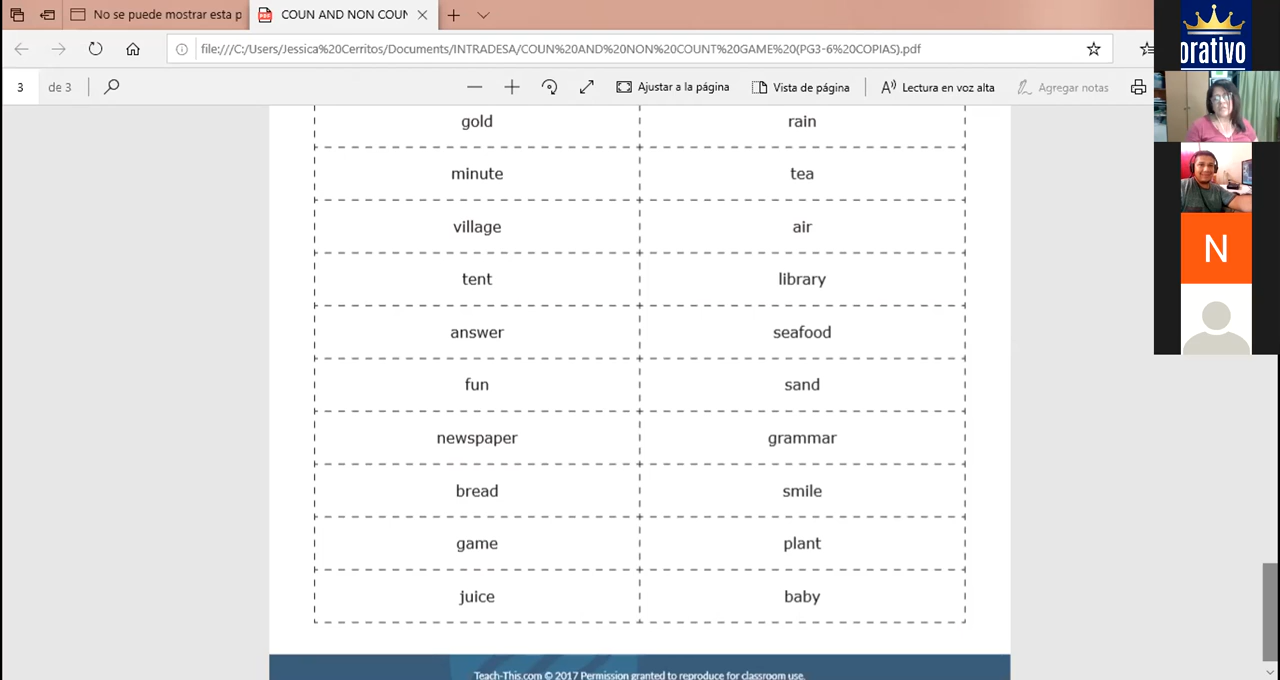 No se puede mostrar esta p
COUN AND NON COUN
file:///C:/Users/Jessica%20Cerritos/Documents/INTRADESA/COUN%20AND%20NON%20COUNT%20GAME%20(PG3-6%20COPIAS).pdf
3 de 3
Ajustar a la página
Vista de página
Lectura en voz alta
Agregar notas
orativo
N
gold rain
minute tea
village air
tent library
answer seafood
fun sand
newspaper grammar
bread smile
game plant
juice baby
Teach-This.com © 2017 Permission granted to reproduce for classroom use.